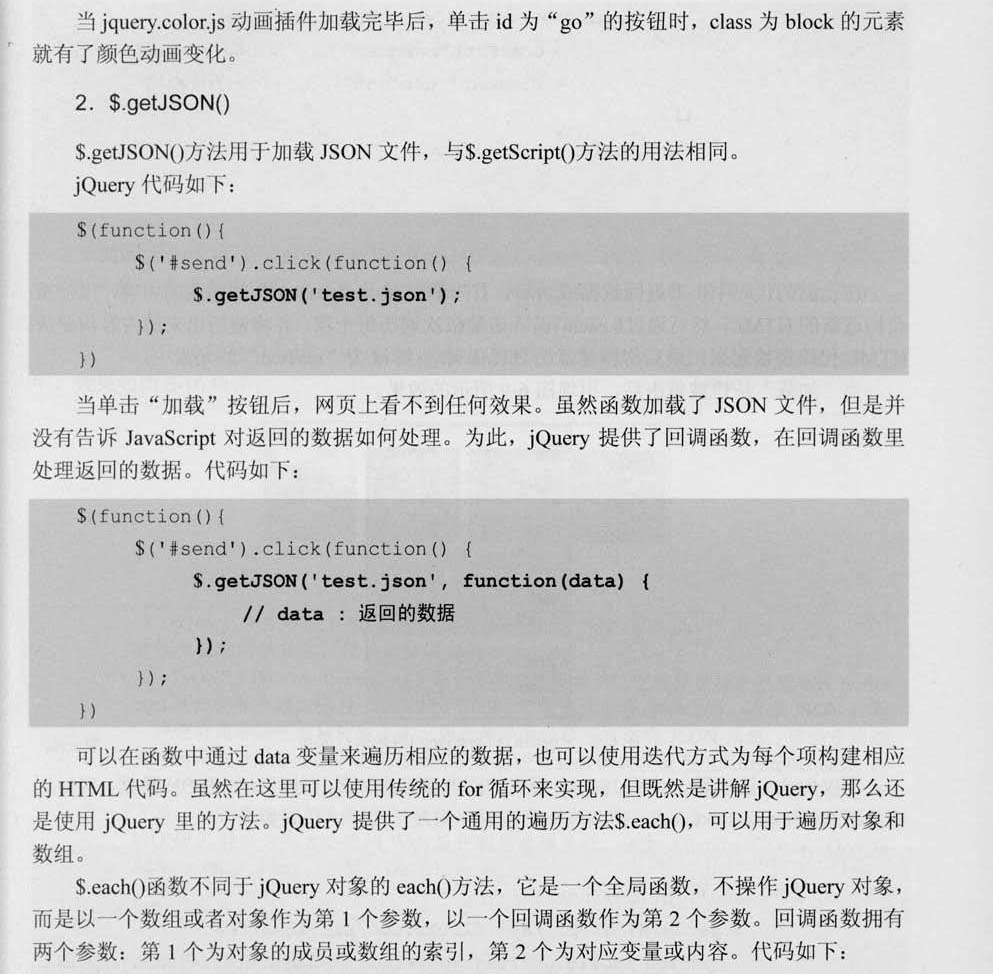 当 jquery.color.js 动画插件加载完毕后，单击 id 为“go”的按钮时，class 为 block 的元素
就有了颜色动画变化。
2．$.getJSON()
$.getJSON()方法用于加载 JSON 文件，与$.getScript()方法的用法相同。
jQuery 代码如下：
$(function(){
$('#send').click(function() {
$.getJSON('test.json');
});
})
当单击“加载”按钮后，网页上看不到任何效果。虽然函数加载了 JSON 文件，但是并
没有告诉 JavaScript 对返回的数据如何处理。为此，jQuery 提供了回调函数，在回调函数里
处理返回的数据。代码如下：
$(function(){
$('#send').click(function() {
$.getJSON('test.json', function(data) {
// data : 返回的数据
});
});
})
可以在函数中通过 data 变量来遍历相应的数据，也可以使用迭代方式为每个项构建相应
的 HTML 代码。虽然在这里可以使用传统的 for 循环来实现，但既然是讲解 jQuery，那么还
是使用 jQuery 里的方法。jQuery 提供了一个通用的遍历方法$.each()，可以用于遍历对象和
数组。
$.each()函数不同于 jQuery 对象的 each()方法，它是一个全局函数，不操作 jQuery 对象，
而是以一个数组或者对象作为第 1 个参数，以一个回调函数作为第 2 个参数。回调函数拥有
两个参数：第 1 个为对象的成员或数组的索引，第 2 个为对应变量或内容。代码如下：